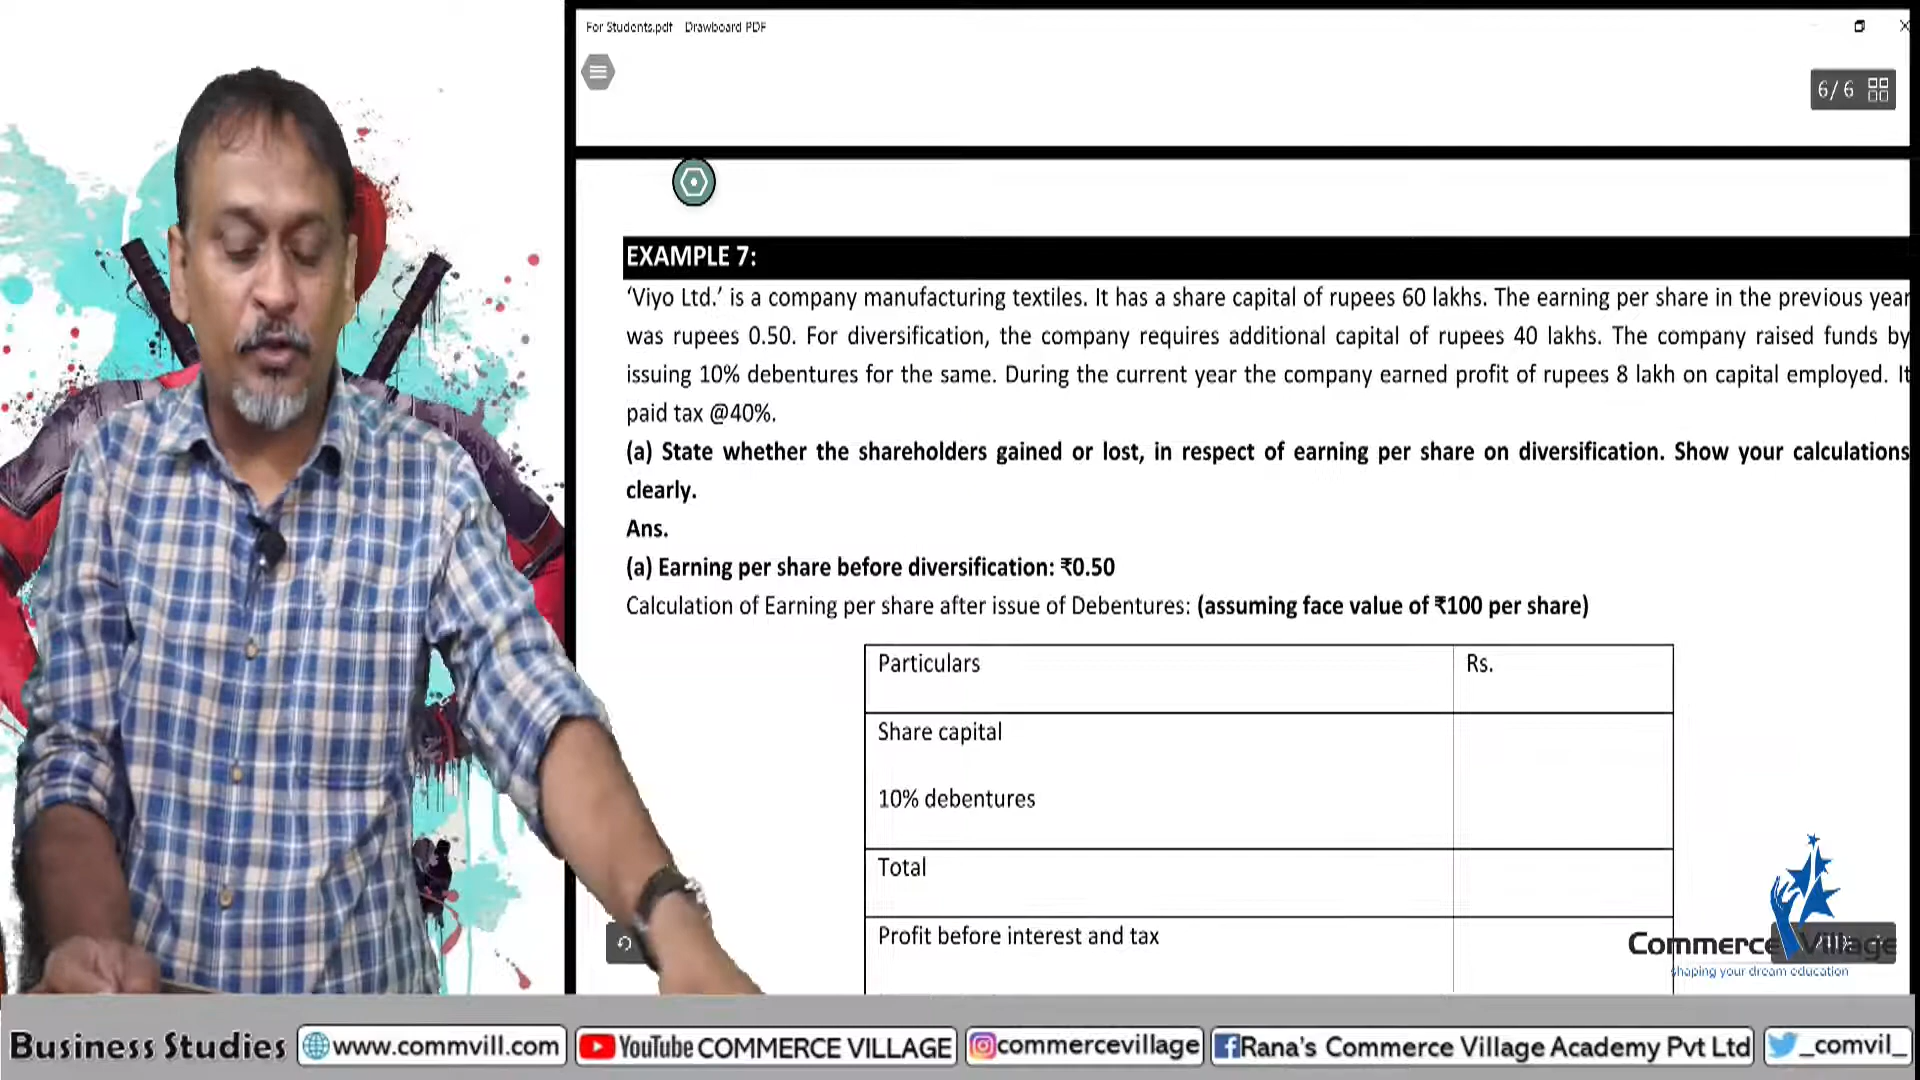 For Students.pdf Drawboard PDF
6/6
EXAMPLE 7:
‘Viyo Ltd.’ is a company manufacturing textiles. It has a share capital of rupees 60 lakhs. The earning per share in the previous year
was rupees 0.50. For diversification, the company requires additional capital of rupees 40 lakhs. The company raised funds by
issuing 10% debentures for the same. During the current year the company earned profit of rupees 8 lakh on capital employed. It
paid tax @40%.
(a) State whether the shareholders gained or lost, in respect of earning per share on diversification. Show your calculations
clearly.
Ans.
(a) Earning per share before diversification: ₹0.50
Calculation of Earning per share after issue of Debentures: (assuming face value of ₹100 per share)
Particulars Rs.
Share capital
10% debentures
Total
Profit before interest and tax
Commerce Village
shaping your dream education
Business Studies www.commvill.com YouTube COMMERCE VILLAGE commercevillage Rana's Commerce Village Academy Pvt Ltd _comvil_